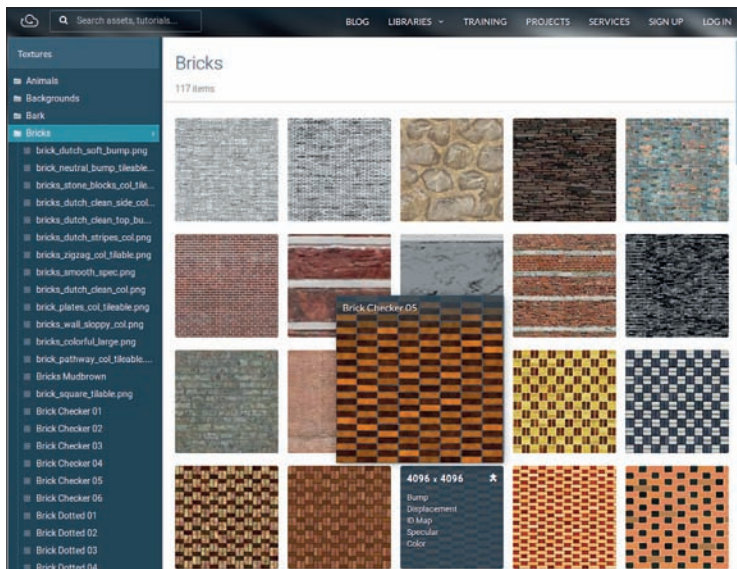 Search assets, tutorials...
BLOG LIBRARIES TRAINING PROJECTS SERVICES SIGN UP LOG IN
Textures
Animals
Backgrounds
Bark
Bricks
brick_dutch_soft_bump.png
brick_neutral_bump_tileable...
bricks_stone_blocks_col_tile...
bricks_dutch_clean_side_col...
bricks_dutch_clean_top_bu...
bricks_dutch_stripes_col.png
bricks_zigzag_col_tilable.png
bricks_smooth_spec.png
bricks_dutch_clean_col.png
brick_plates_col_tileable.png
bricks_wall_sloppy_col.png
bricks_colorful_large.png
brick_pathway_col_tileable....
Bricks Mudbrown
brick_square_tilable.png
Brick Checker 01
Brick Checker 02
Brick Checker 03
Brick Checker 04
Brick Checker 05
Brick Checker 06
Brick Dotted 01
Brick Dotted 02
Brick Dotted 03
Brick Dotted 04
Bricks
117 items
Brick Checker 05
4096 x 4096
Bump
Displacement
ID Map
Specular
Color